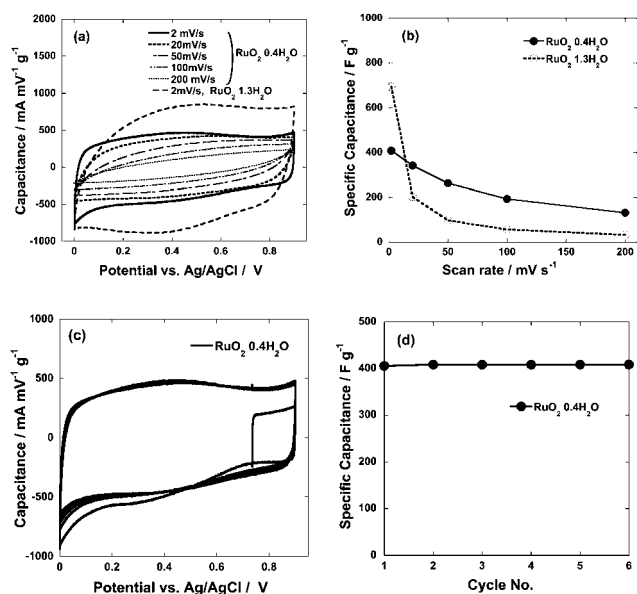 (a)
2 mV/s
20mV/s
50mV/s
100mV/s
200 mV/s
RuO2 0.4H2O
2mV/s, RuO2 1.3H2O
Capacitance / mA mV-1 g-1
1000
500
0
-500
-1000
0 0.2 0.4 0.6 0.8
Potential vs. Ag/AgCl / V
(b)
RuO2 0.4H2O
RuO2 1.3H2O
Specific Capacitance / F g-1
1000
800
600
400
200
0
0 50 100 150 200
Scan rate / mV s-1
(c)
RuO2 0.4H2O
Capacitance / mA mV-1 g-1
1000
500
0
-500
-1000
0 0.2 0.4 0.6 0.8
Potential vs. Ag/AgCl / V
(d)
RuO2 0.4H2O
Specific Capacitance / F g-1
500
400
300
200
100
0
1 2 3 4 5 6
Cycle No.